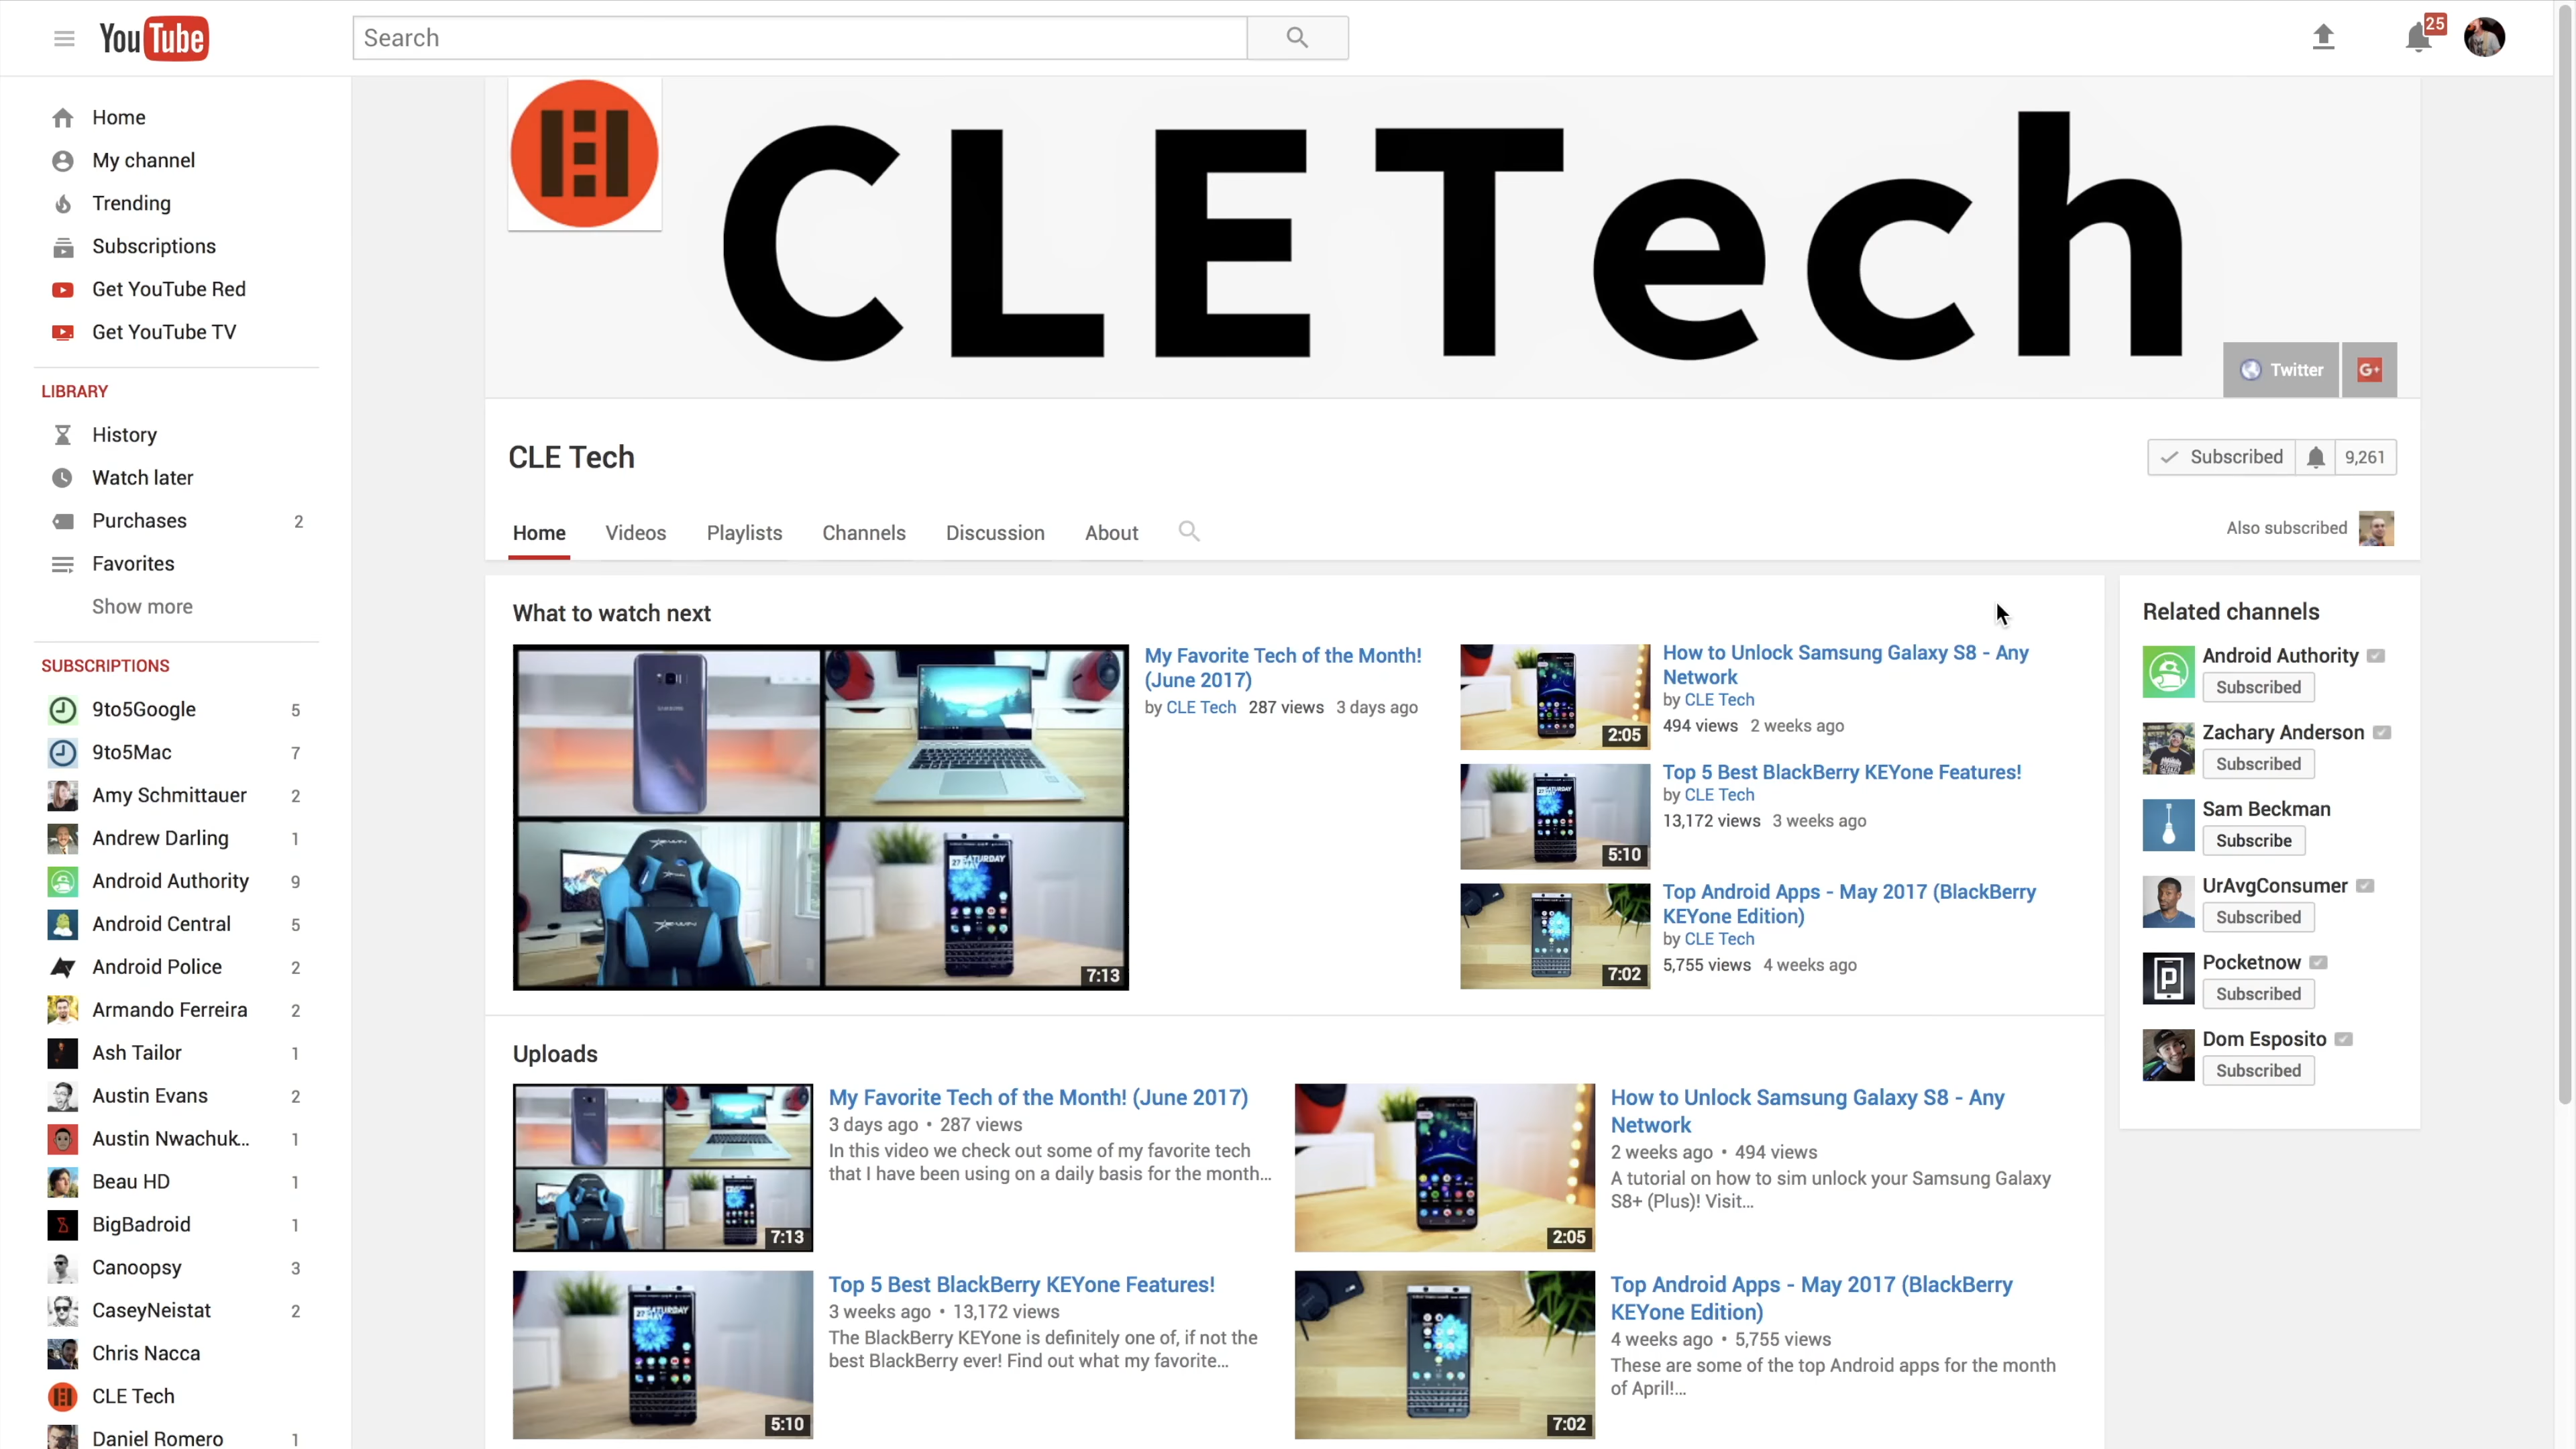 YouTube
Search
25
Home
My channel
Trending
Subscriptions
Get YouTube Red
Get YouTube TV
LIBRARY
History
Watch later
Purchases 2
Favorites
Show more
SUBSCRIPTIONS
9to5Google 5
9to5Mac 7
Amy Schmittauer 2
Andrew Darling 1
Android Authority 9
Android Central 5
Android Police 2
Armando Ferreira 2
Ash Tailor 1
Austin Evans 2
Austin Nwachuk... 1
Beau HD 1
BigBadroid 1
Canoopsy 3
CaseyNeistat 2
Chris Nacca
CLE Tech
Daniel Romero 1
CLE Tech
Twitter
G+
CLE Tech
Subscribed 9,261
Home Videos Playlists Channels Discussion About
Also subscribed
What to watch next
7:13
My Favorite Tech of the Month!
(June 2017)
by CLE Tech 287 views 3 days ago
2:05
How to Unlock Samsung Galaxy S8 - Any
Network
by CLE Tech
494 views 2 weeks ago
5:10
Top 5 Best BlackBerry KEYone Features!
by CLE Tech
13,172 views 3 weeks ago
7:02
Top Android Apps - May 2017 (BlackBerry
KEYone Edition)
by CLE Tech
5,755 views 4 weeks ago
Uploads
7:13
My Favorite Tech of the Month! (June 2017)
3 days ago • 287 views
In this video we check out some of my favorite tech
that I have been using on a daily basis for the month...
2:05
How to Unlock Samsung Galaxy S8 - Any
Network
2 weeks ago • 494 views
A tutorial on how to sim unlock your Samsung Galaxy
S8+ (Plus)! Visit...
5:10
Top 5 Best BlackBerry KEYone Features!
3 weeks ago • 13,172 views
The BlackBerry KEYone is definitely one of, if not the
best BlackBerry ever! Find out what my favorite...
7:02
Top Android Apps - May 2017 (BlackBerry
KEYone Edition)
4 weeks ago • 5,755 views
These are some of the top Android apps for the month
of April!...
Related channels
Android Authority
Subscribed
Zachary Anderson
Subscribed
Sam Beckman
Subscribe
UrAvgConsumer
Subscribed
Pocketnow
Subscribed
Dom Esposito
Subscribed